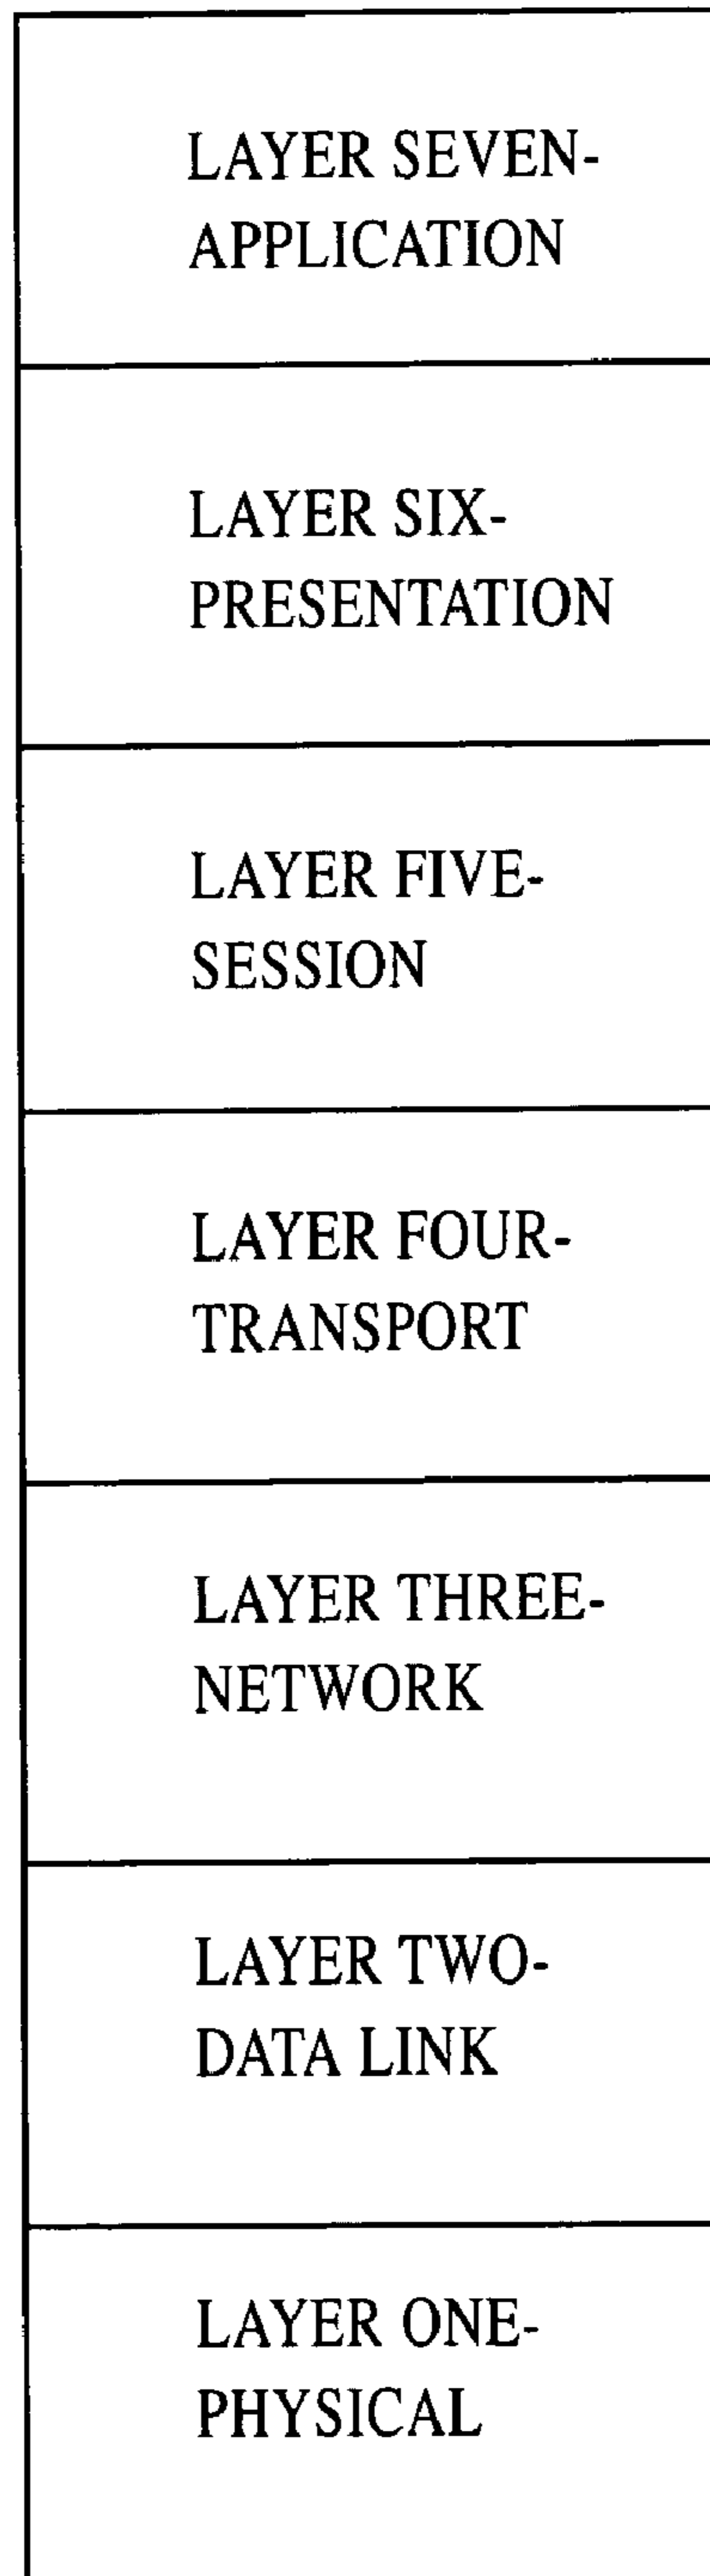 LAYER SEVEN-
APPLICATION
LAYER SIX-
PRESENTATION
LAYER FIVE-
SESSION
LAYER FOUR-
TRANSPORT
LAYER THREE-
NETWORK
LAYER TWO-
DATA LINK
LAYER ONE-
PHYSICAL